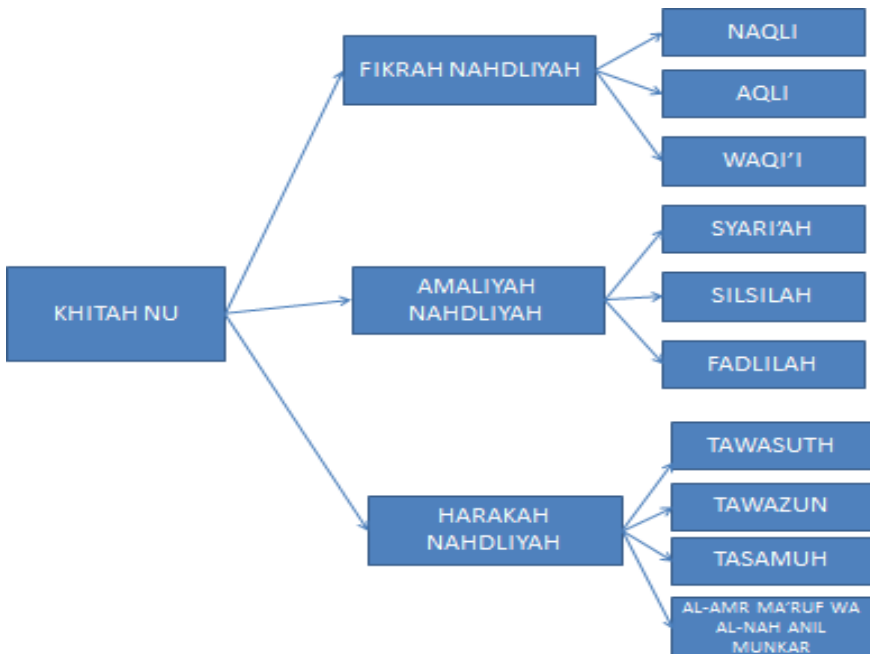 KHITAH NU
FIKRAH NAHDLIYAH
NAQLI
AQLI
WAQI'I
AMALIYAH
NAHDLIYAH
SYARI'AH
SILSILAH
FADLILAH
HARAKAH
NAHDLIYAH
TAWASUTH
TAWAZUN
TASAMUH
AL-AMR MA'RUF WA
AL-NAH ANIL
MUNKAR